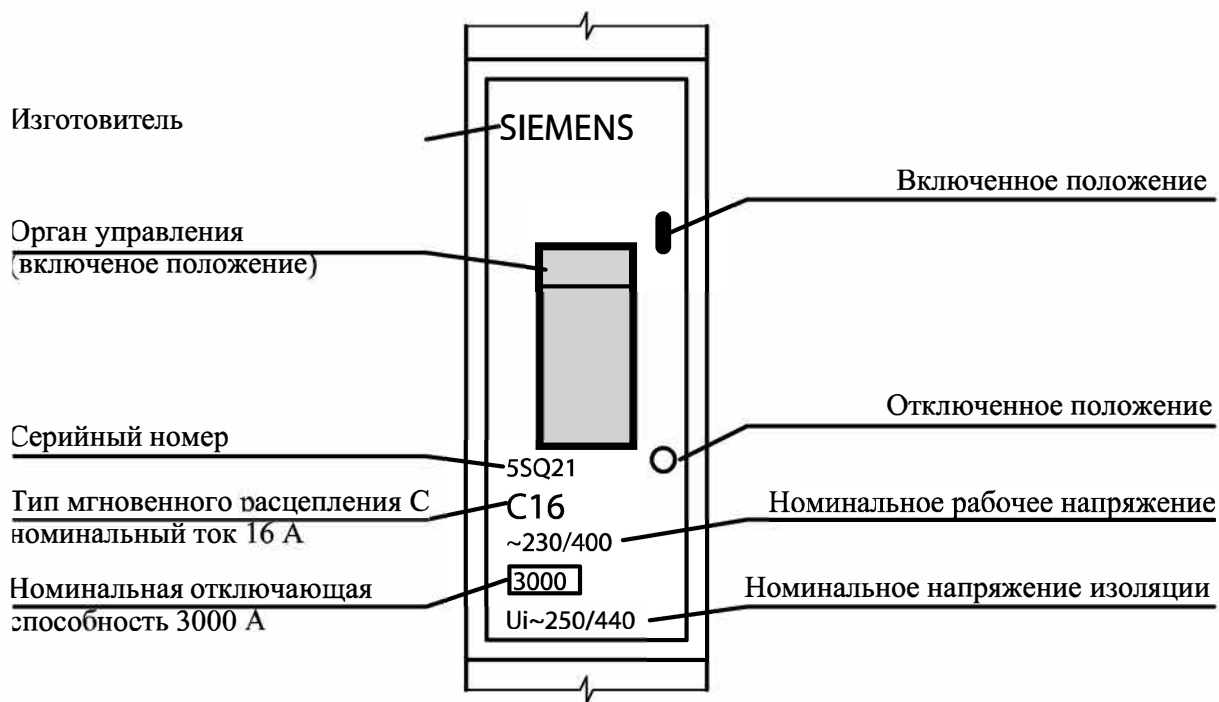 Изготовитель
SIEMENS
Включенное положение
Орган управления
(включеное положение)
Отключенное положение
Серийный номер
5SQ21
Тип мгновенного расцепления С
номинальный ток 16 А
C16
Номинальное рабочее напряжение
~230/400
Номинальная отключающая
способность 3000 А
3000
Номинальное напряжение изоляции
Ui~250/440